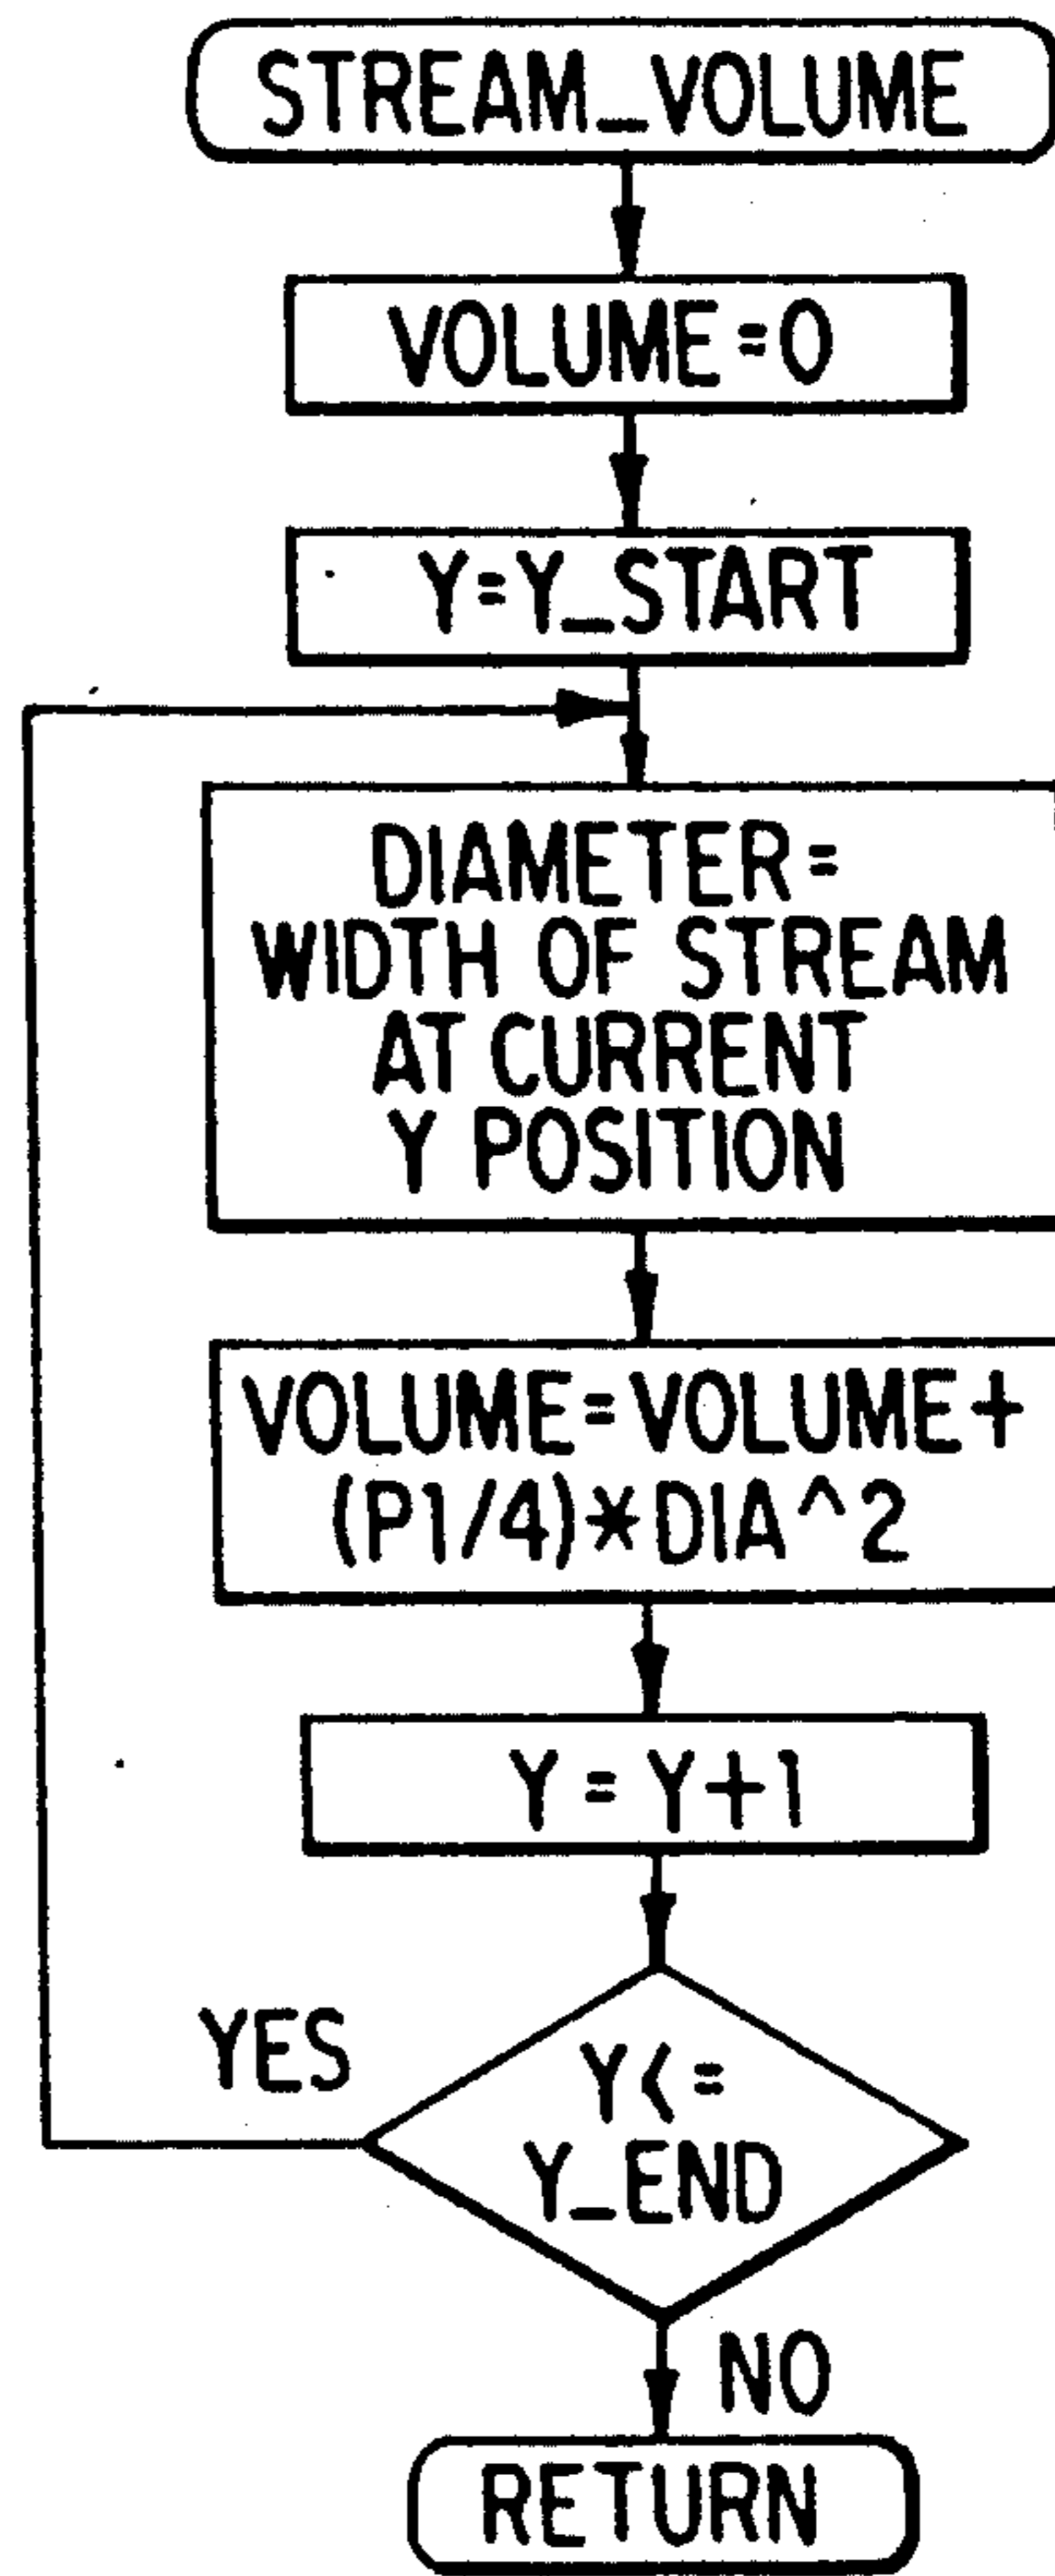 STREAM_VOLUME
VOLUME=0
Y=Y_START
DIAMETER=
WIDTH OF STREAM
AT CURRENT
Y POSITION
VOLUME=VOLUME+
(P1/4)*DIA^2
Y=Y+1
Y<=
Y_END
YES
NO
RETURN